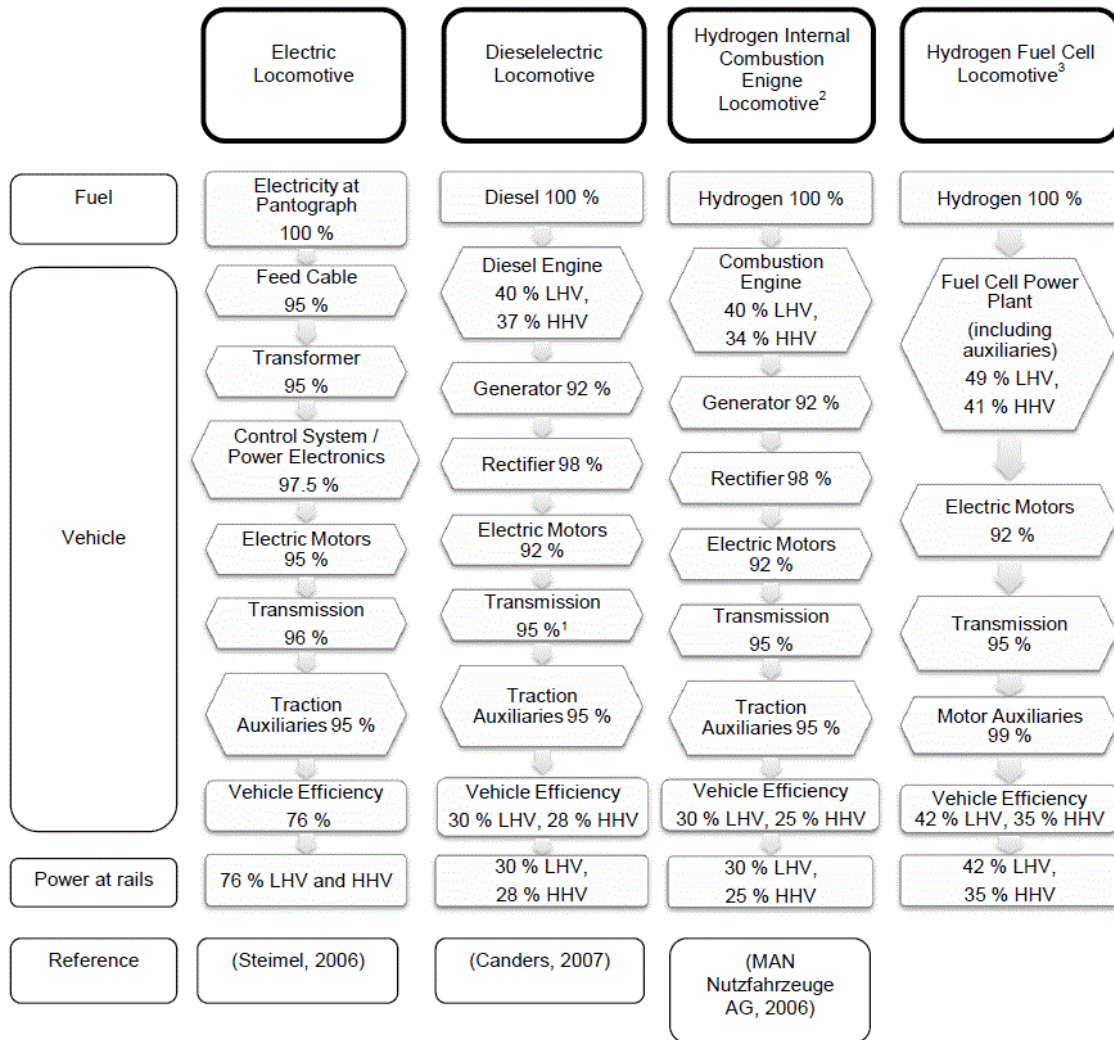 Electric
Locomotive
Dieselelectric
Locomotive
Hydrogen Internal
Combustion
Enigne
Locomotive²
Hydrogen Fuel Cell
Locomotive³
Fuel
Electricity at
Pantograph
100 %
Diesel 100 %
Hydrogen 100 %
Hydrogen 100 %
Vehicle
Feed Cable
95 %
Transformer
95 %
Control System /
Power Electronics
97.5 %
Electric Motors
95 %
Transmission
96 %
Traction
Auxiliaries 95 %
Vehicle Efficiency
76 %
Diesel Engine
40 % LHV,
37 % HHV
Generator 92 %
Rectifier 98 %
Electric Motors
92 %
Transmission
95 %¹
Traction
Auxiliaries 95 %
Vehicle Efficiency
30 % LHV, 28 % HHV
Combustion
Engine
40 % LHV,
34 % HHV
Generator 92 %
Rectifier 98 %
Electric Motors
92 %
Transmission
95 %
Traction
Auxiliaries 95 %
Vehicle Efficiency
30 % LHV, 25 % HHV
Fuel Cell Power
Plant
(including
auxiliaries)
49 % LHV,
41 % HHV
Electric Motors
92 %
Transmission
95 %
Motor Auxiliaries
99 %
Vehicle Efficiency
42 % LHV, 35 % HHV
Power at rails
76 % LHV and HHV
30 % LHV,
28 % HHV
30 % LHV,
25 % HHV
42 % LHV,
35 % HHV
Reference
(Steimel, 2006)
(Canders, 2007)
(MAN
Nutzfahrzeuge
AG, 2006)